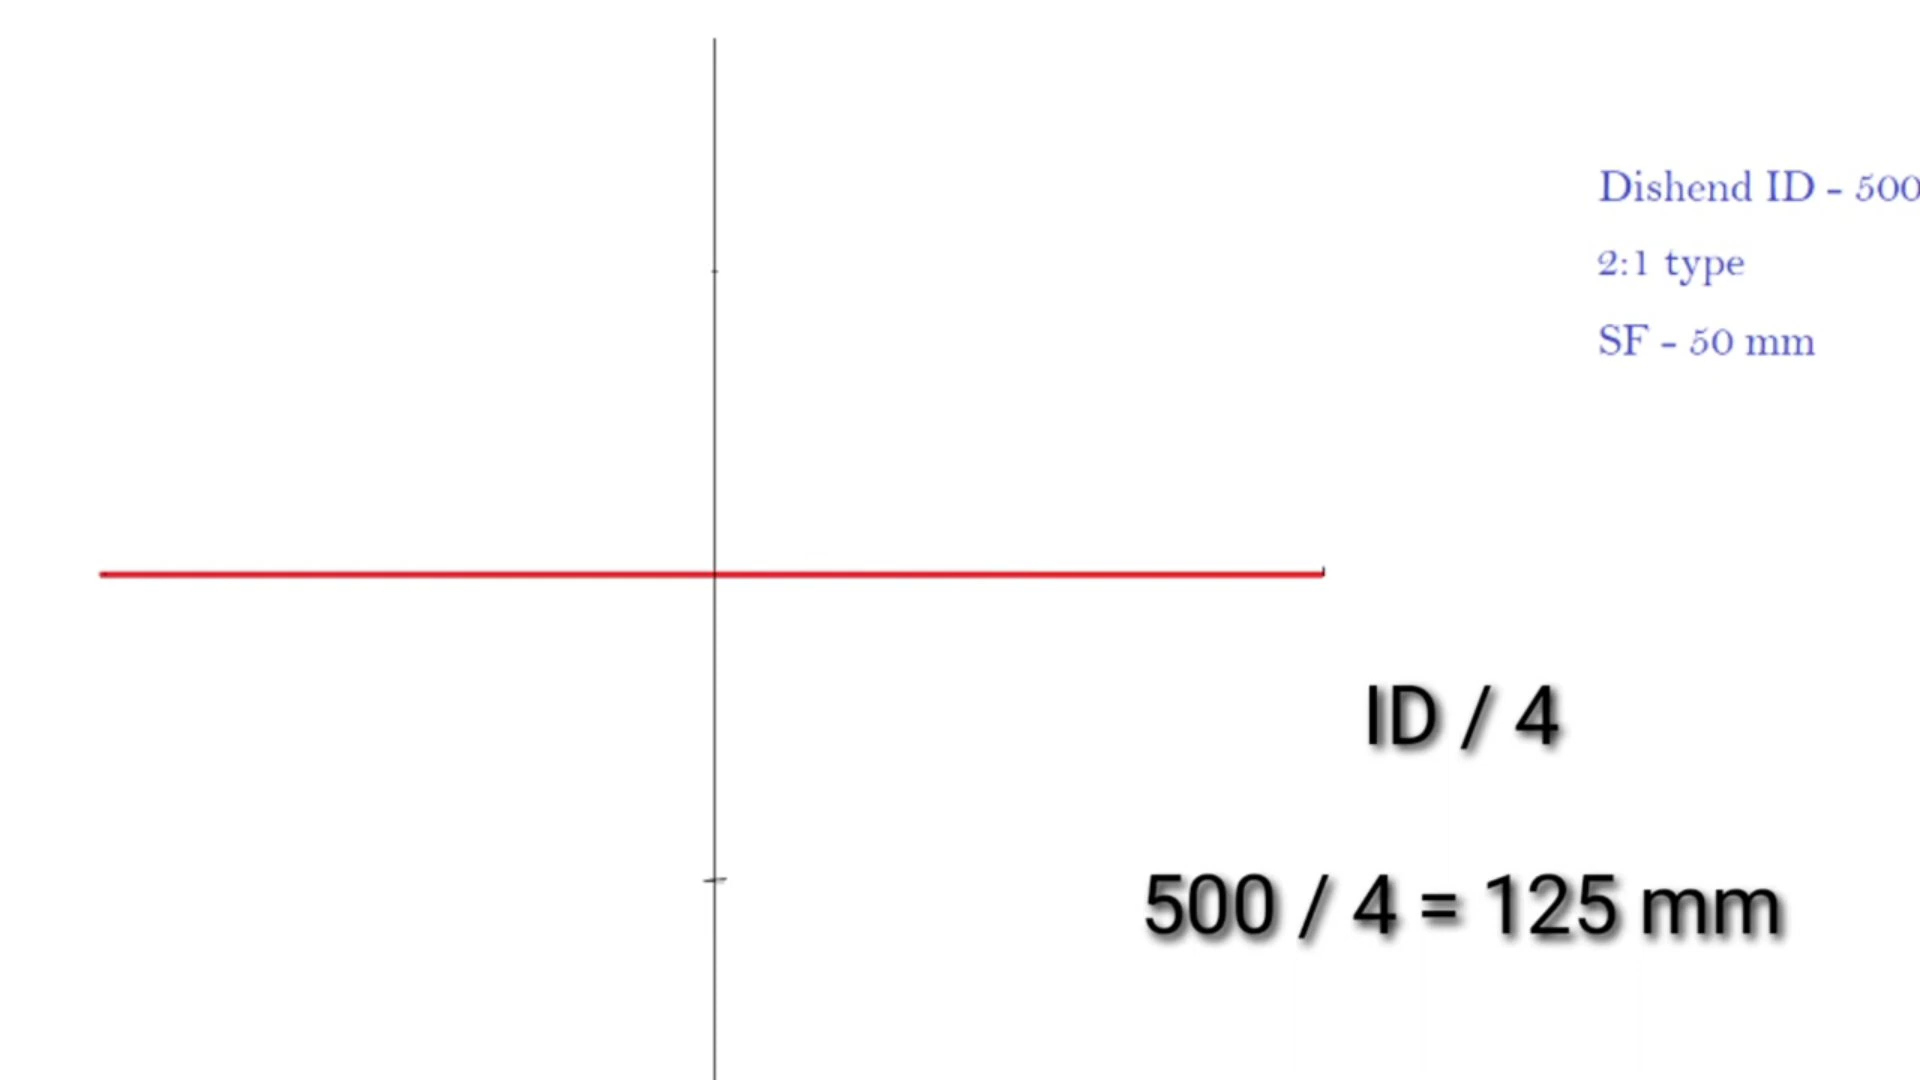 Dishend ID - 500
2:1 type
SF - 50 mm
ID / 4
500 / 4 = 125 mm